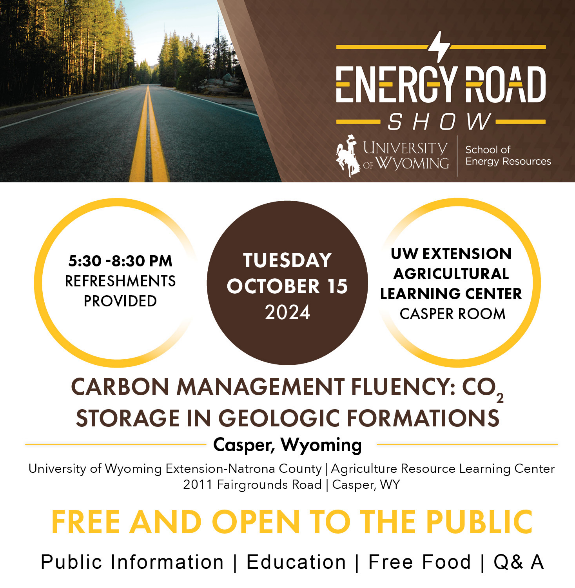 ENERGY ROAD
SHOW
UNIVERSITY
OF WYOMING
School of
Energy Resources
5:30 -8:30 PM
REFRESHMENTS
PROVIDED
TUESDAY
OCTOBER 15
2024
UW EXTENSION
AGRICULTURAL
LEARNING CENTER
CASPER ROOM
CARBON MANAGEMENT FLUENCY: CO₂
STORAGE IN GEOLOGIC FORMATIONS
Casper, Wyoming
University of Wyoming Extension-Natrona County | Agriculture Resource Learning Center
2011 Fairgrounds Road | Casper, WY
FREE AND OPEN TO THE PUBLIC
Public Information | Education | Free Food | Q& A